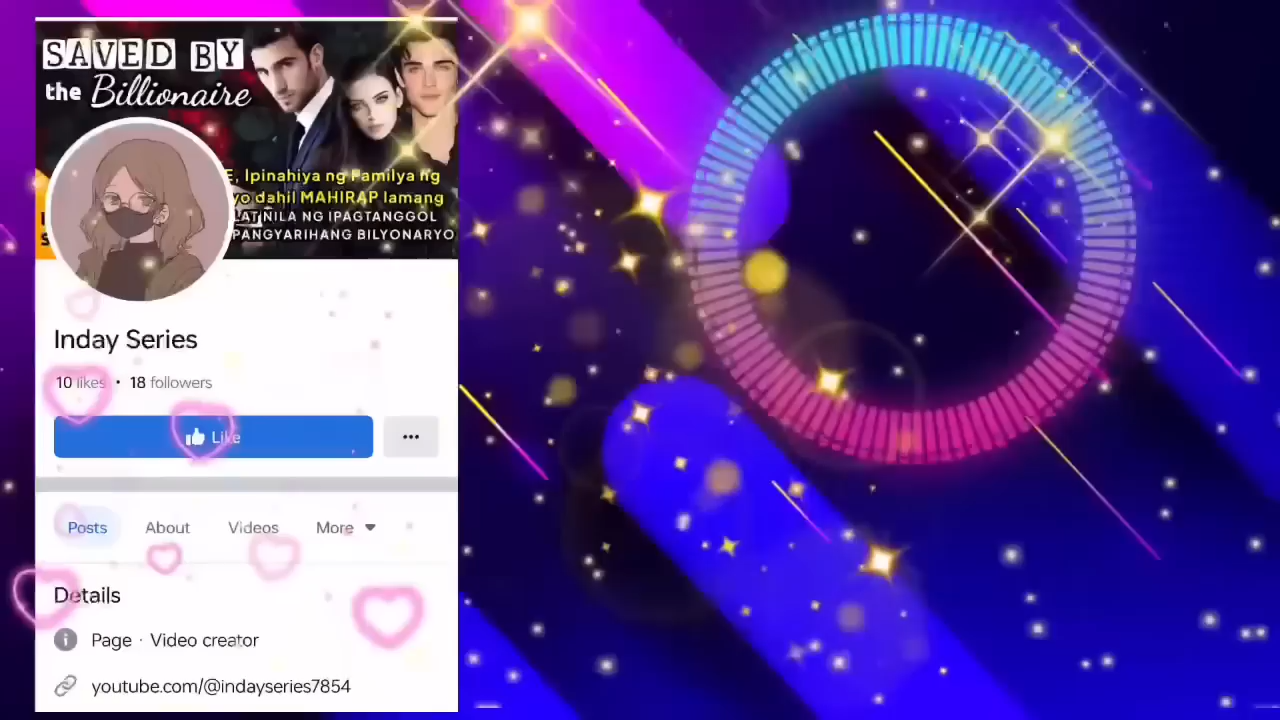 SAVED BY
the Billionaire
E, Ipinahiya ng Pamilya ng
yo dahil MAHIRAP lamang
NILA NG IPAGTANGGOL
PANGYARIHANG BILYONARYO
Inday Series
10 likes • 18 followers
Like
Posts About Videos More
Details
Page · Video creator
youtube.com/@indayseries7854